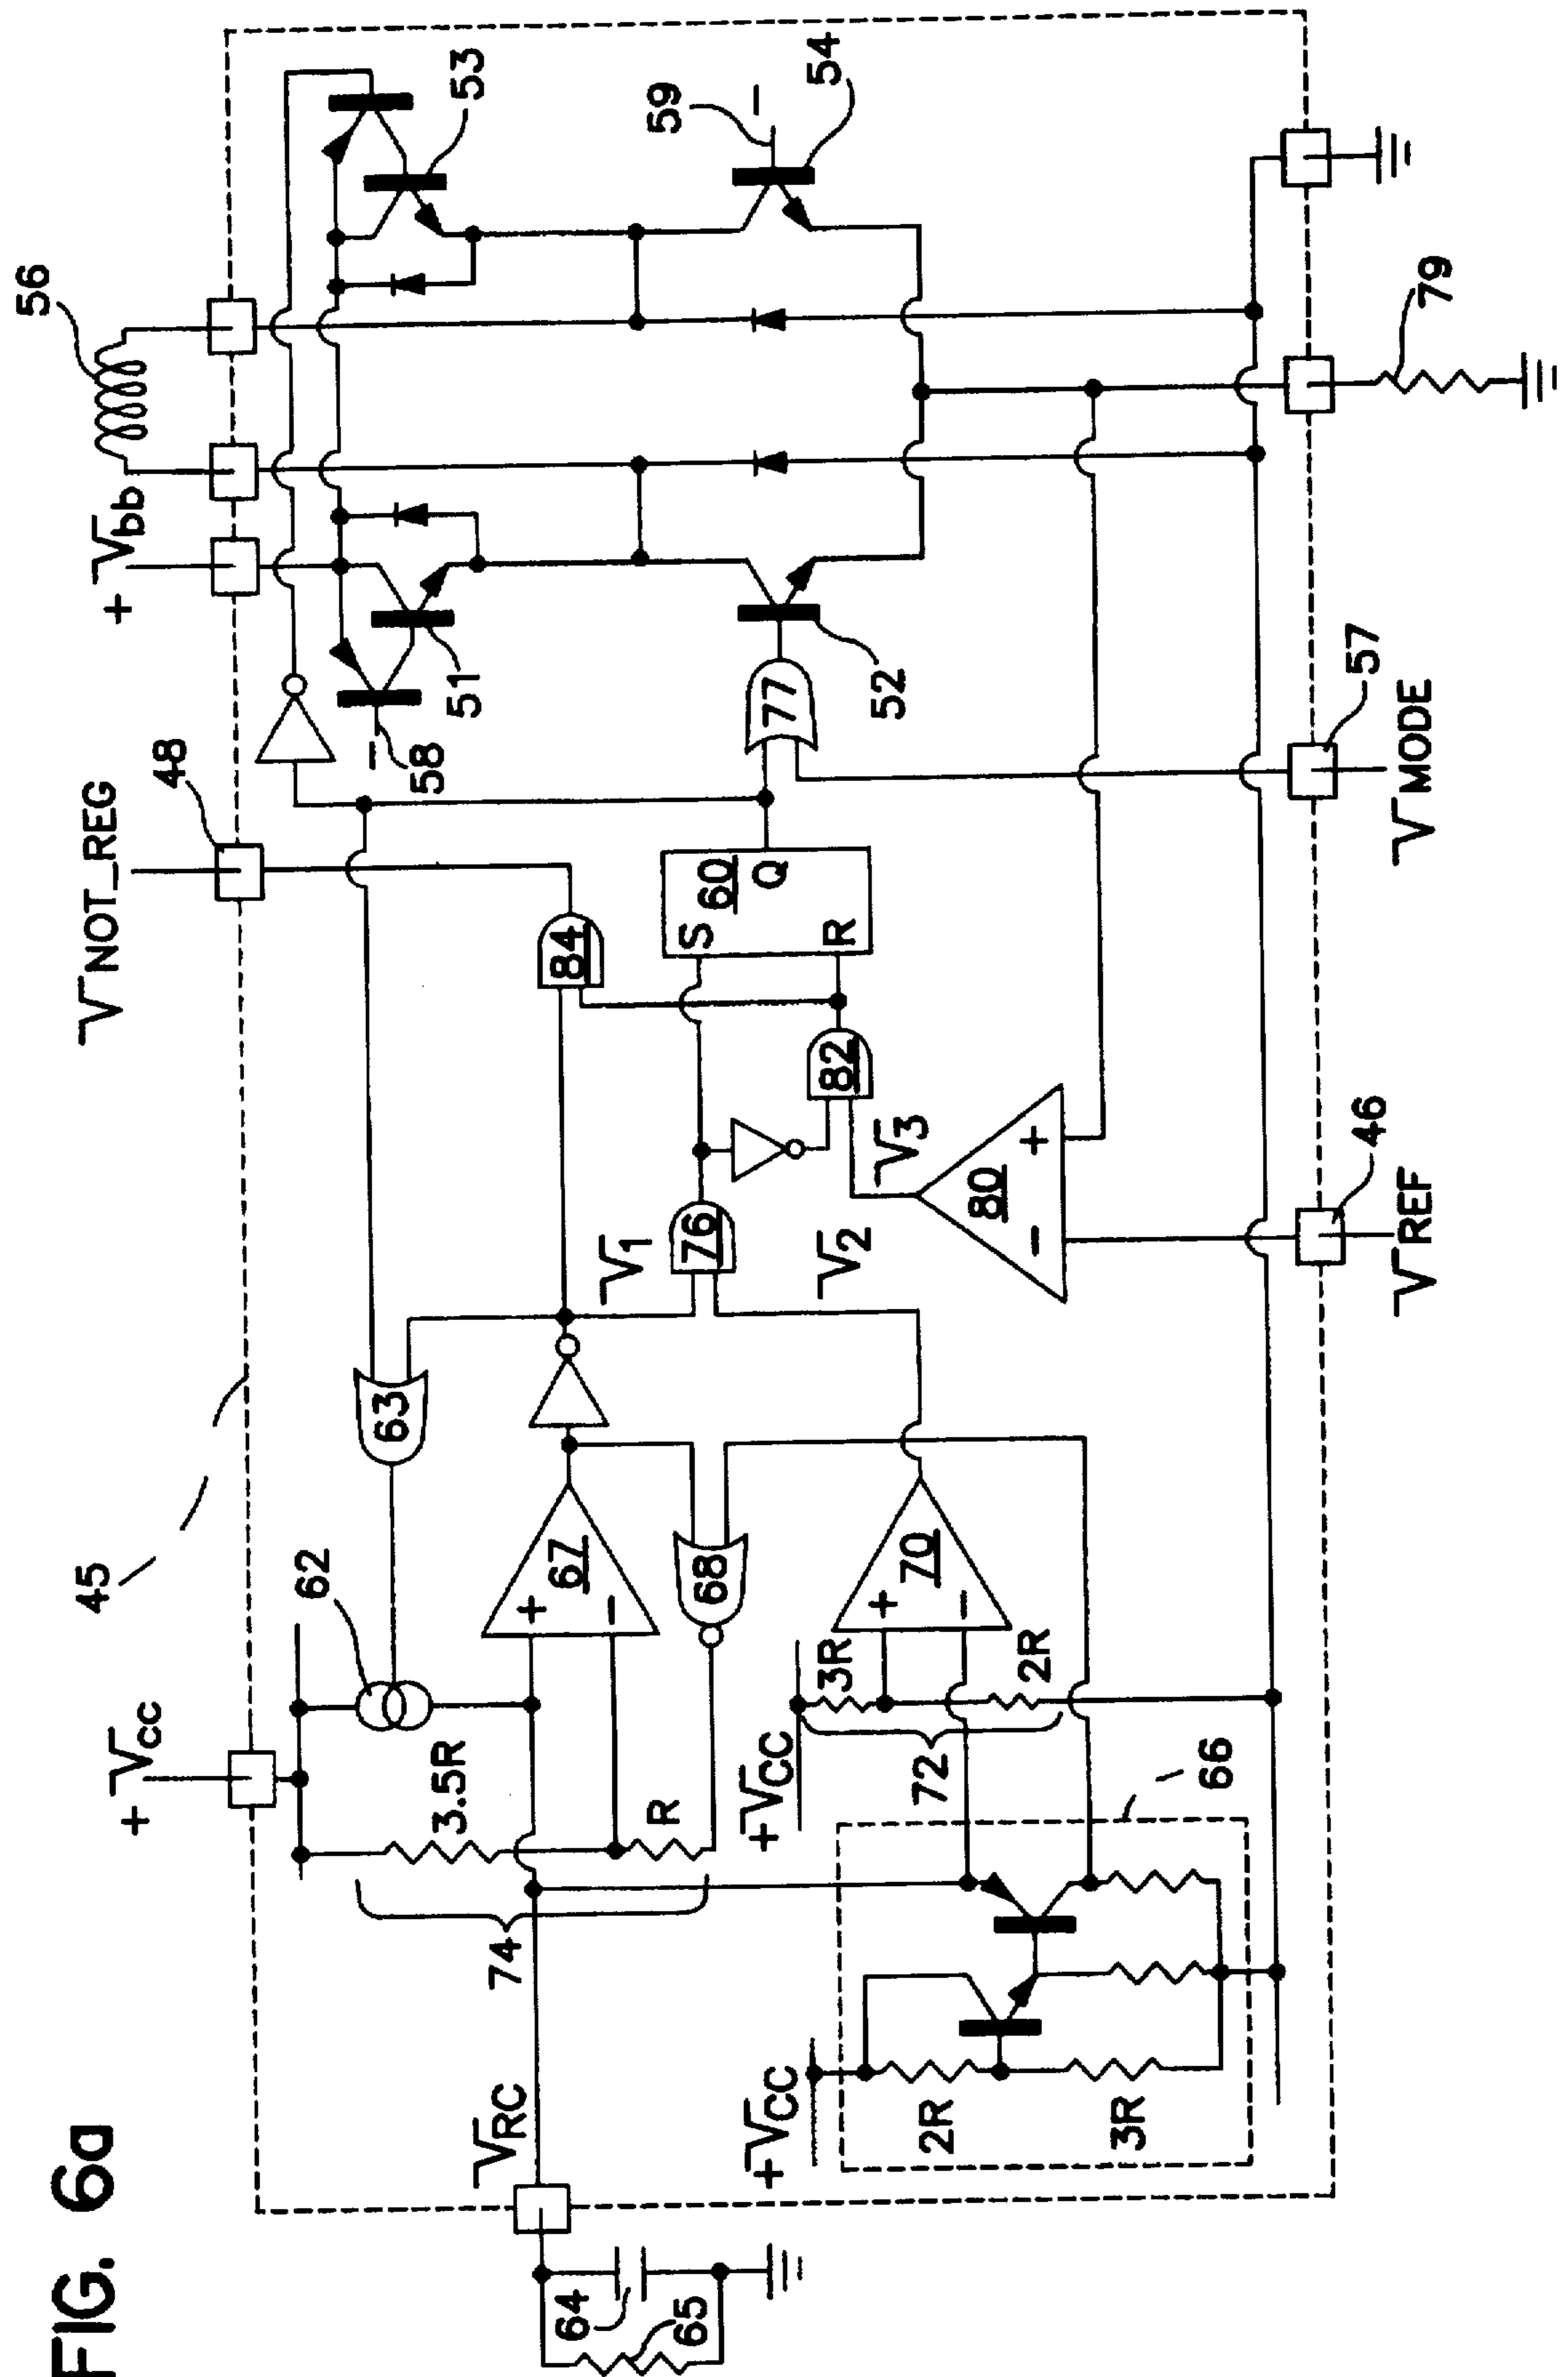 FIG. 6a
56
+ Vbb
53
59
–
54
51
58
–
52
77
48
VNOT_REG
57
VMODE
79
84
60
S
Q
R
82
V3
80
+
–
46
VREF
V1
76
V2
63
45
62
67
+
–
68
70
+
–
+ Vcc
3.5R
R
74
3R
2R
+VCC
72
66
VRC
+VCC
2R
3R
64
65